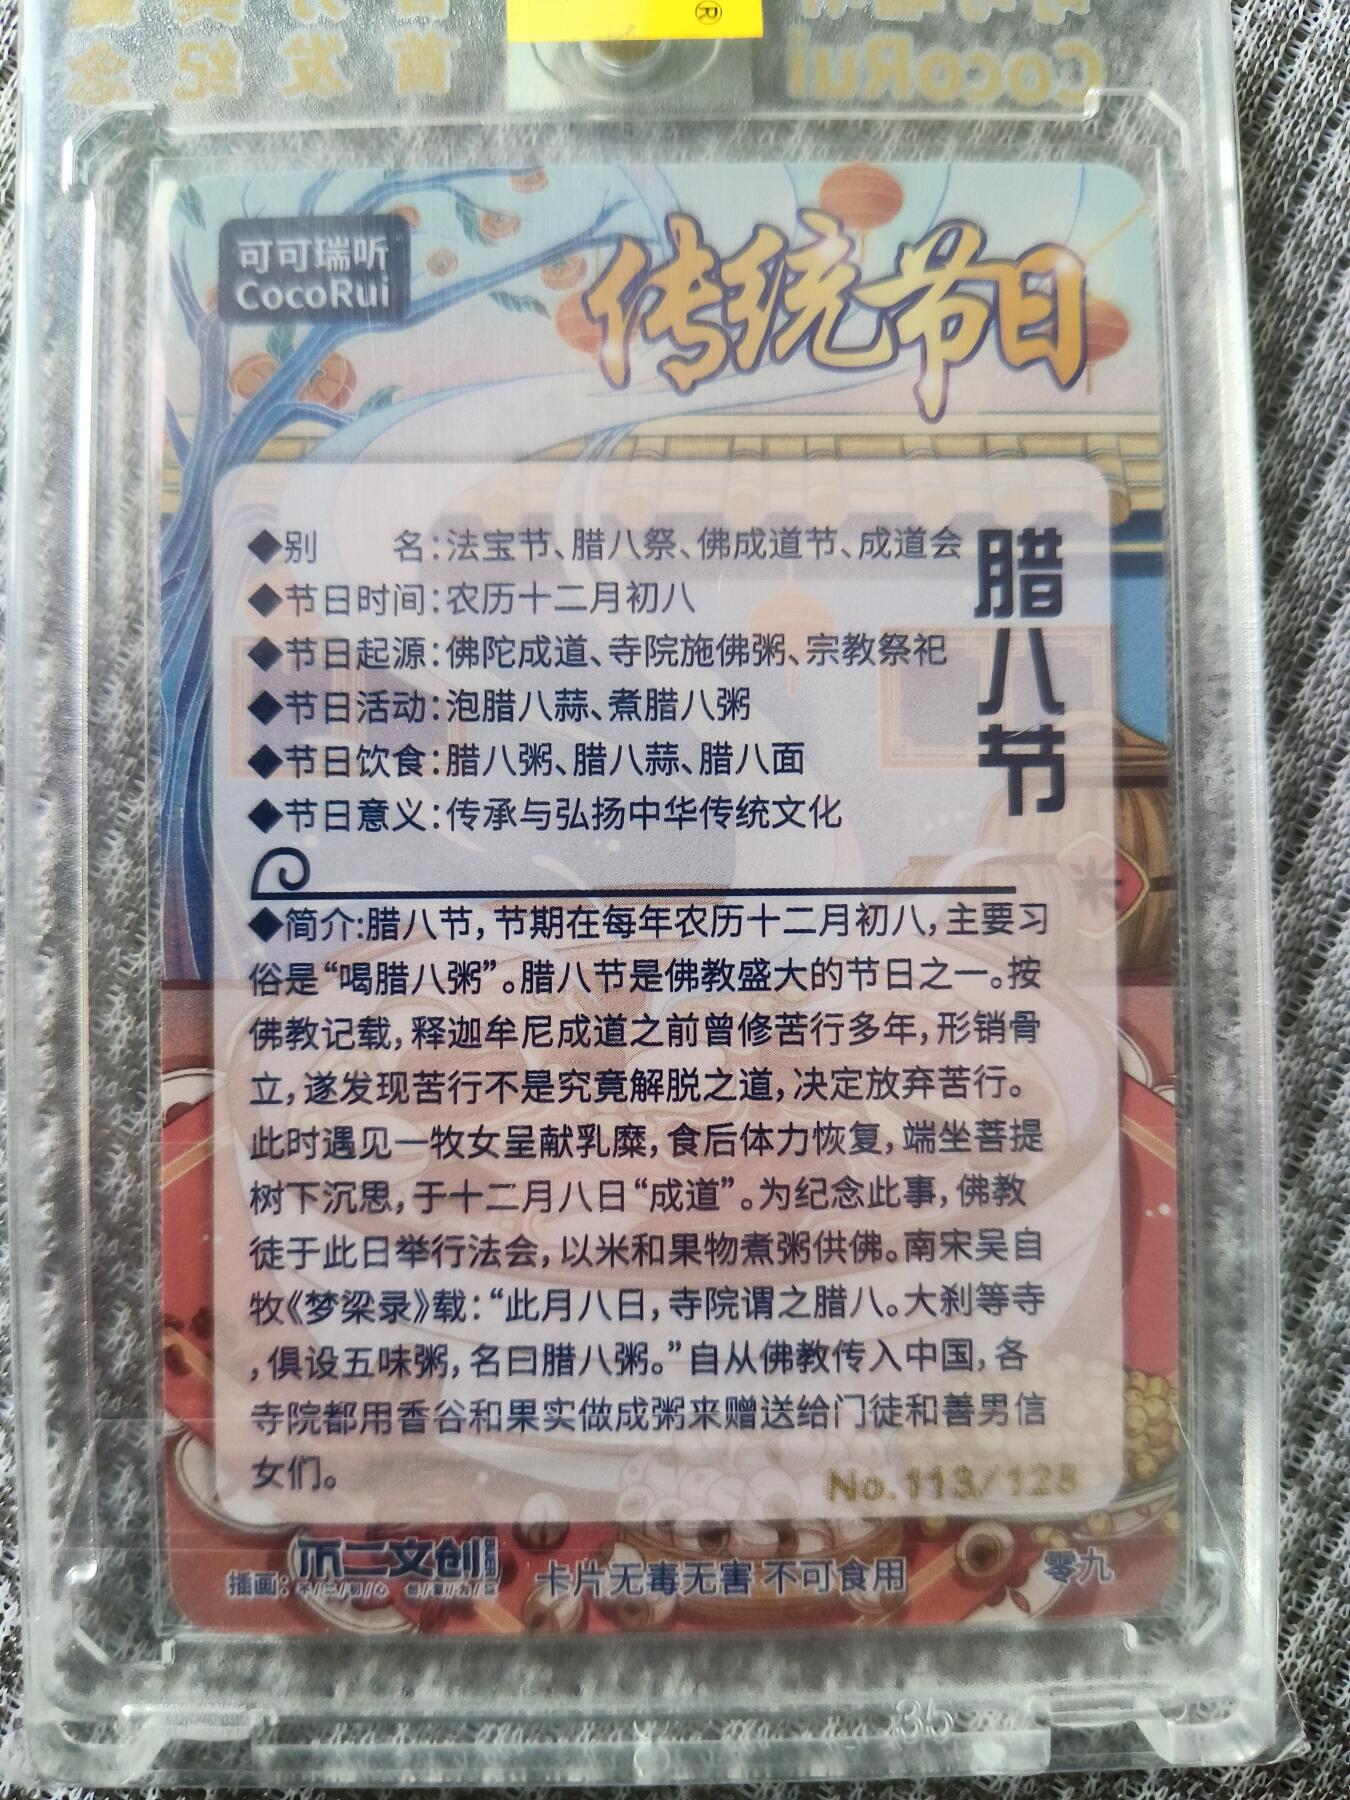 ®
CocoRui
首发纪念
可可瑞听
CocoRui
传统节日
腊八节
◆别　　名：法宝节、腊八祭、佛成道节、成道会
◆节日时间：农历十二月初八
◆节日起源：佛陀成道、寺院施佛粥、宗教祭祀
◆节日活动：泡腊八蒜、煮腊八粥
◆节日饮食：腊八粥、腊八蒜、腊八面
◆节日意义：传承与弘扬中华传统文化
◆简介:腊八节，节期在每年农历十二月初八，主要习
俗是“喝腊八粥”。腊八节是佛教盛大的节日之一。按
佛教记载，释迦牟尼成道之前曾修苦行多年，形销骨
立，遂发现苦行不是究竟解脱之道，决定放弃苦行。
此时遇见一牧女呈献乳糜，食后体力恢复，端坐菩提
树下沉思，于十二月八日“成道”。为纪念此事，佛教
徒于此日举行法会，以米和果物煮粥供佛。南宋吴自
牧《梦梁录》载：“此月八日，寺院谓之腊八。大刹等寺
，俱设五味粥，名曰腊八粥。”自从佛教传入中国，各
寺院都用香谷和果实做成粥来赠送给门徒和善男信
女们。
米
No.113/128
插画：
不二文创
卡片无毒无害 不可食用
零九
35